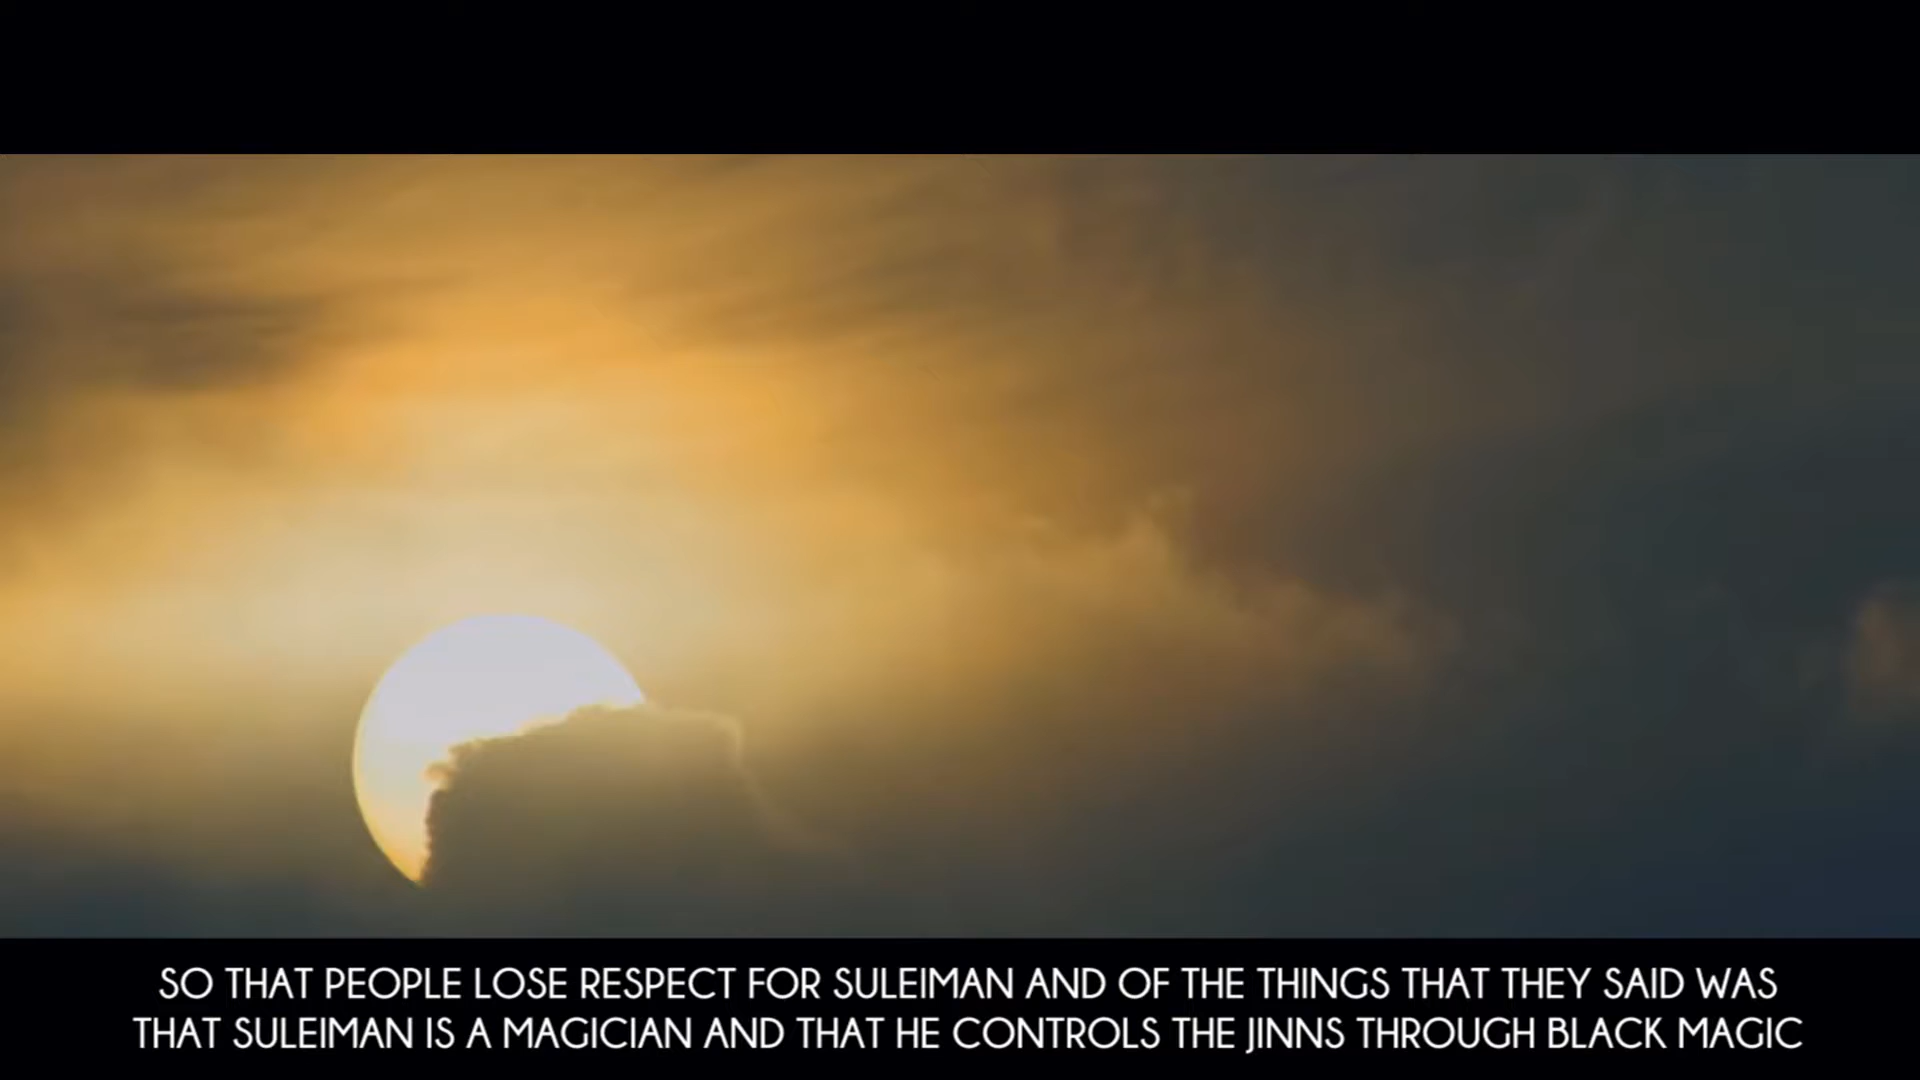 SO THAT PEOPLE LOSE RESPECT FOR SULEIMAN AND OF THE THINGS THAT THEY SAID WAS
THAT SULEIMAN IS A MAGICIAN AND THAT HE CONTROLS THE JINNS THROUGH BLACK MAGIC